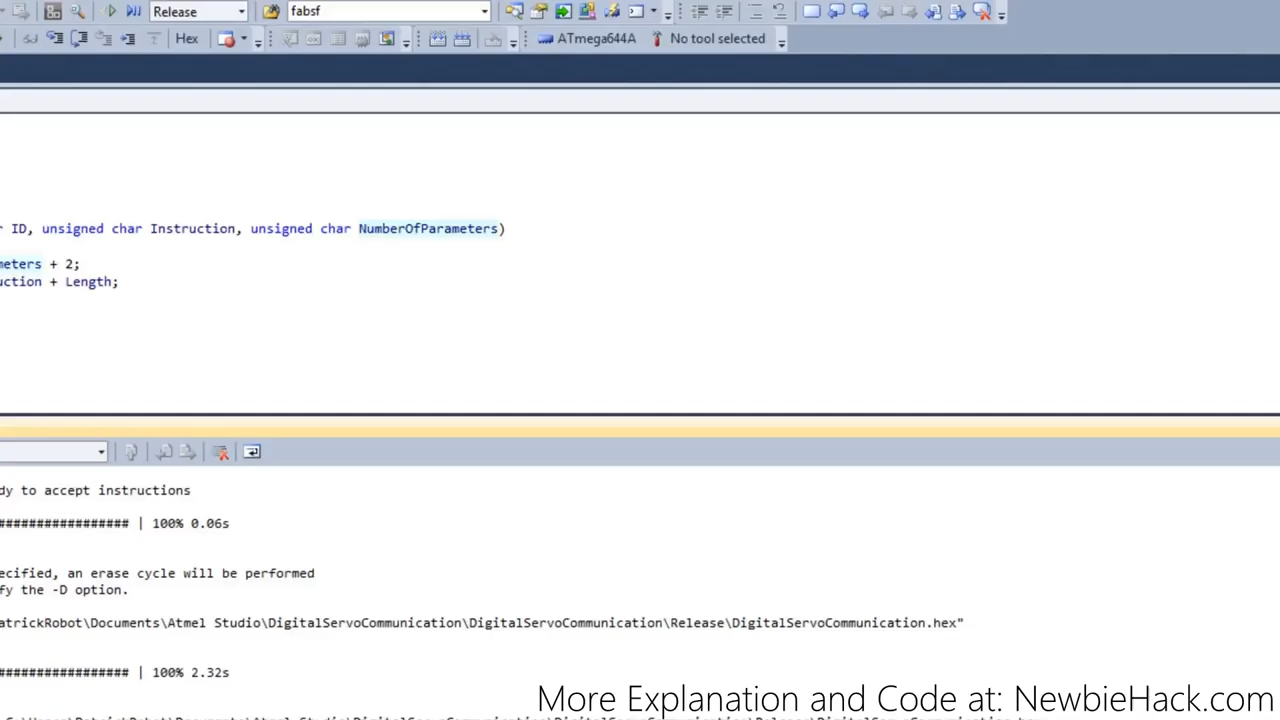 Release fabsf
Hex ATmega644A No tool selected
ID, unsigned char Instruction, unsigned char NumberOfParameters)
meters + 2;
uction + Length;
dy to accept instructions
################# | 100% 0.06s
ecified, an erase cycle will be performed
fy the -D option.
atrickRobot\Documents\Atmel Studio\DigitalServoCommunication\DigitalServoCommunication\Release\DigitalServoCommunication.hex"
################# | 100% 2.32s
More Explanation and Code at: NewbieHack.com